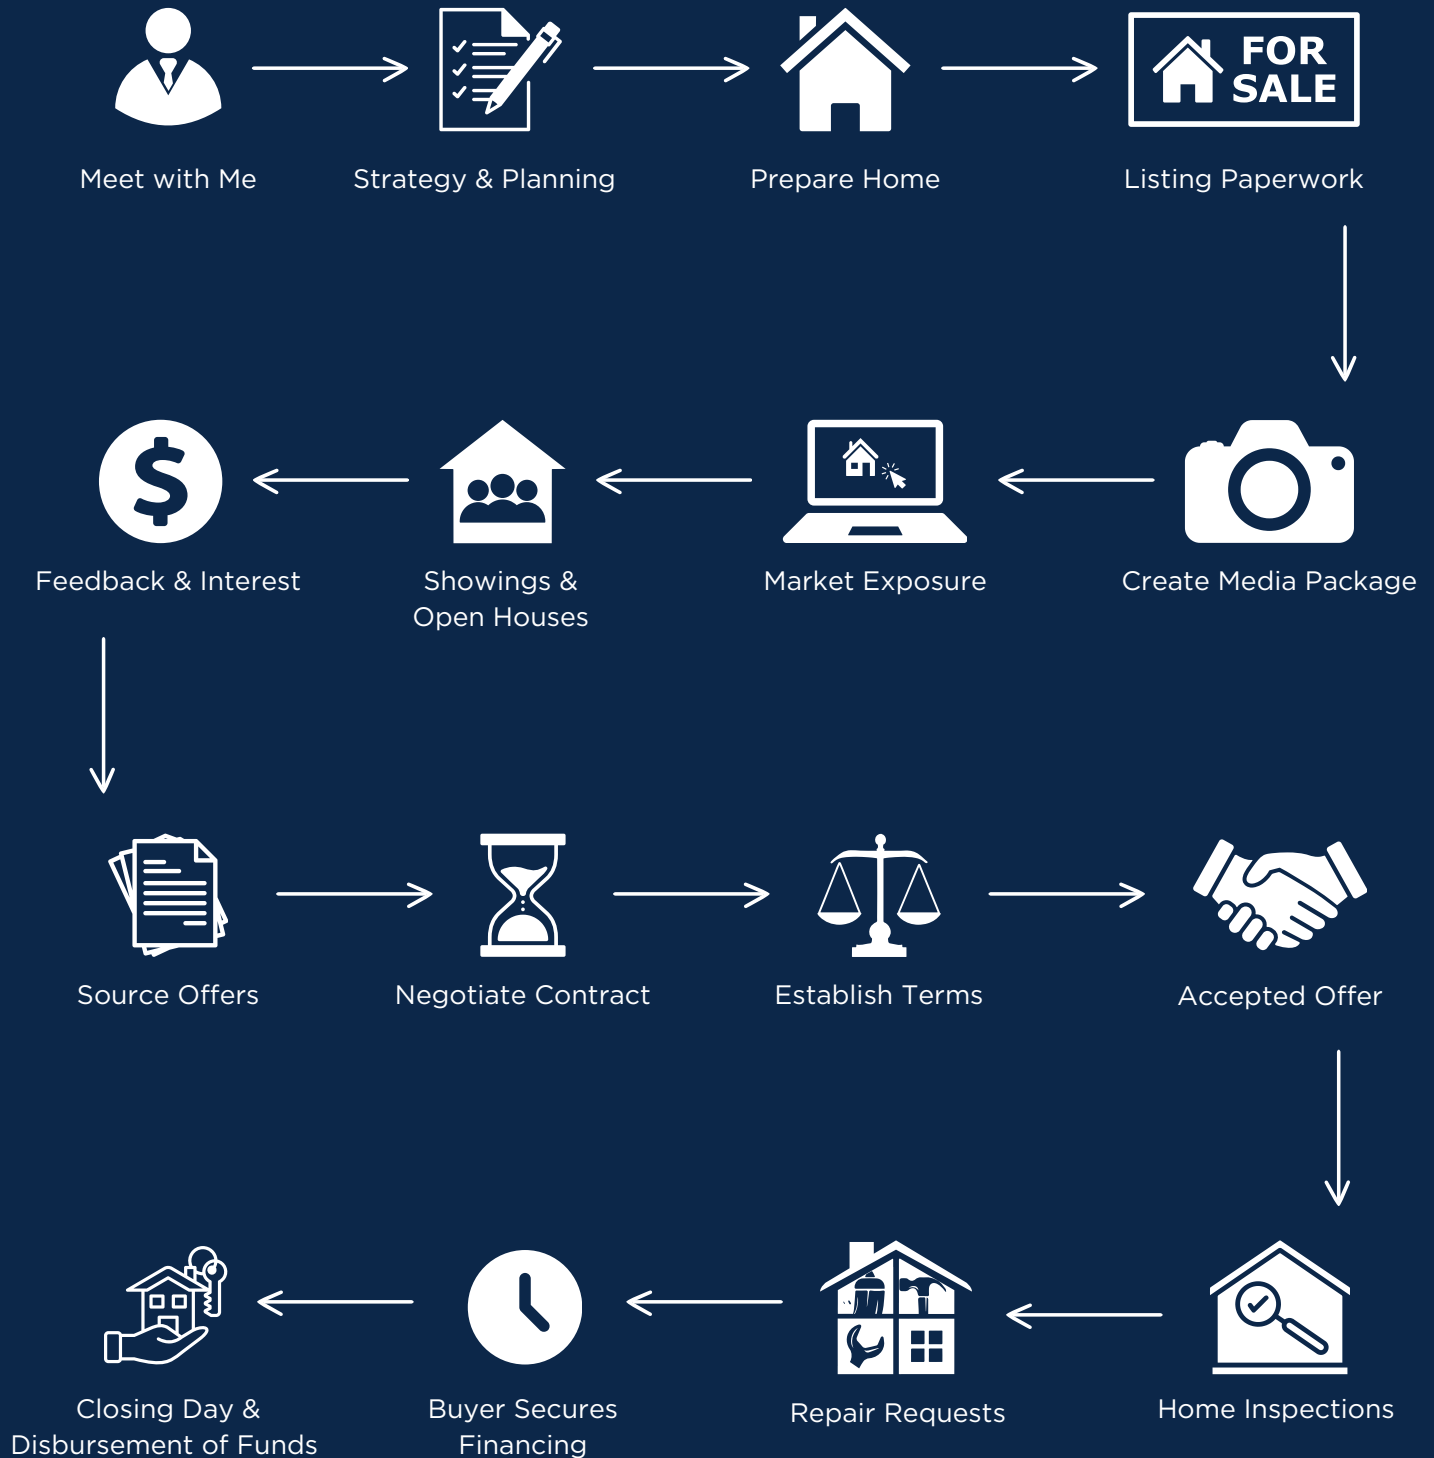 FOR
SALE
Meet with Me
Strategy & Planning
Prepare Home
Listing Paperwork
Feedback & Interest
Showings &
Open Houses
Market Exposure
Create Media Package
Source Offers
Negotiate Contract
Establish Terms
Accepted Offer
Closing Day &
Disbursement of Funds
Buyer Secures
Financing
Repair Requests
Home Inspections